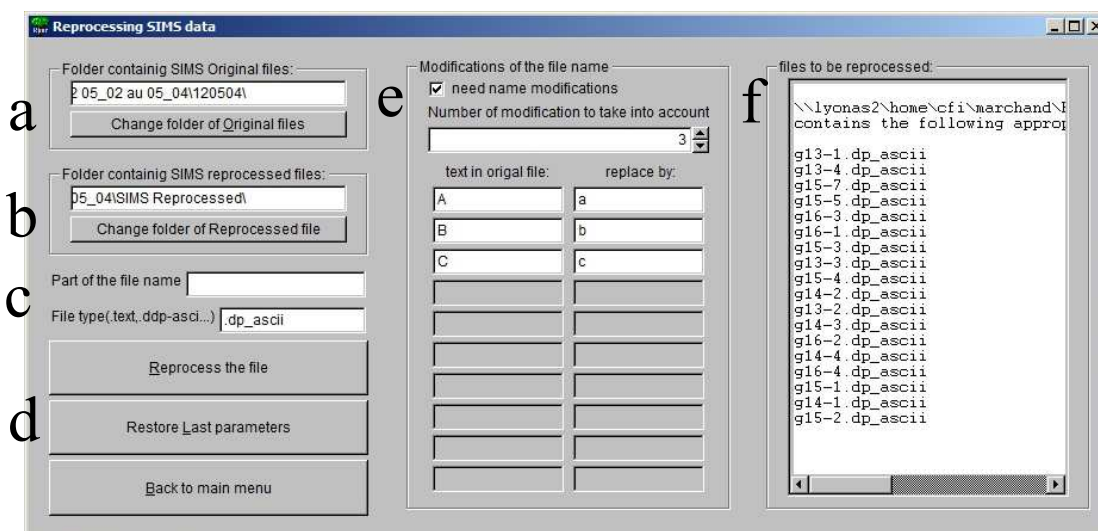 Reprocessing SIMS data
a
Folder containig SIMS Original files:
2 05_02 au 05_04\120504\
Change folder of Original files
b
Folder containig SIMS reprocessed files:
05_04\SIMS Reprocessed\
Change folder of Reprocessed file
c
Part of the file name
File type(.text,.ddp-asci...) .dp_ascii
d
Reprocess the file
Restore Last parameters
Back to main menu
e
Modifications of the file name
need name modifications
Number of modification to take into account
3
text in origal file: replace by:
A a
B b
C c
f
files to be reprocessed:
\\lyonas2\home\cfi\marchand\
contains the following approp
g13-1.dp_ascii
g13-4.dp_ascii
g15-7.dp_ascii
g15-5.dp_ascii
g16-3.dp_ascii
g16-1.dp_ascii
g15-3.dp_ascii
g13-3.dp_ascii
g15-4.dp_ascii
g14-2.dp_ascii
g13-2.dp_ascii
g14-3.dp_ascii
g16-2.dp_ascii
g14-4.dp_ascii
g16-4.dp_ascii
g15-1.dp_ascii
g14-1.dp_ascii
g15-2.dp_ascii